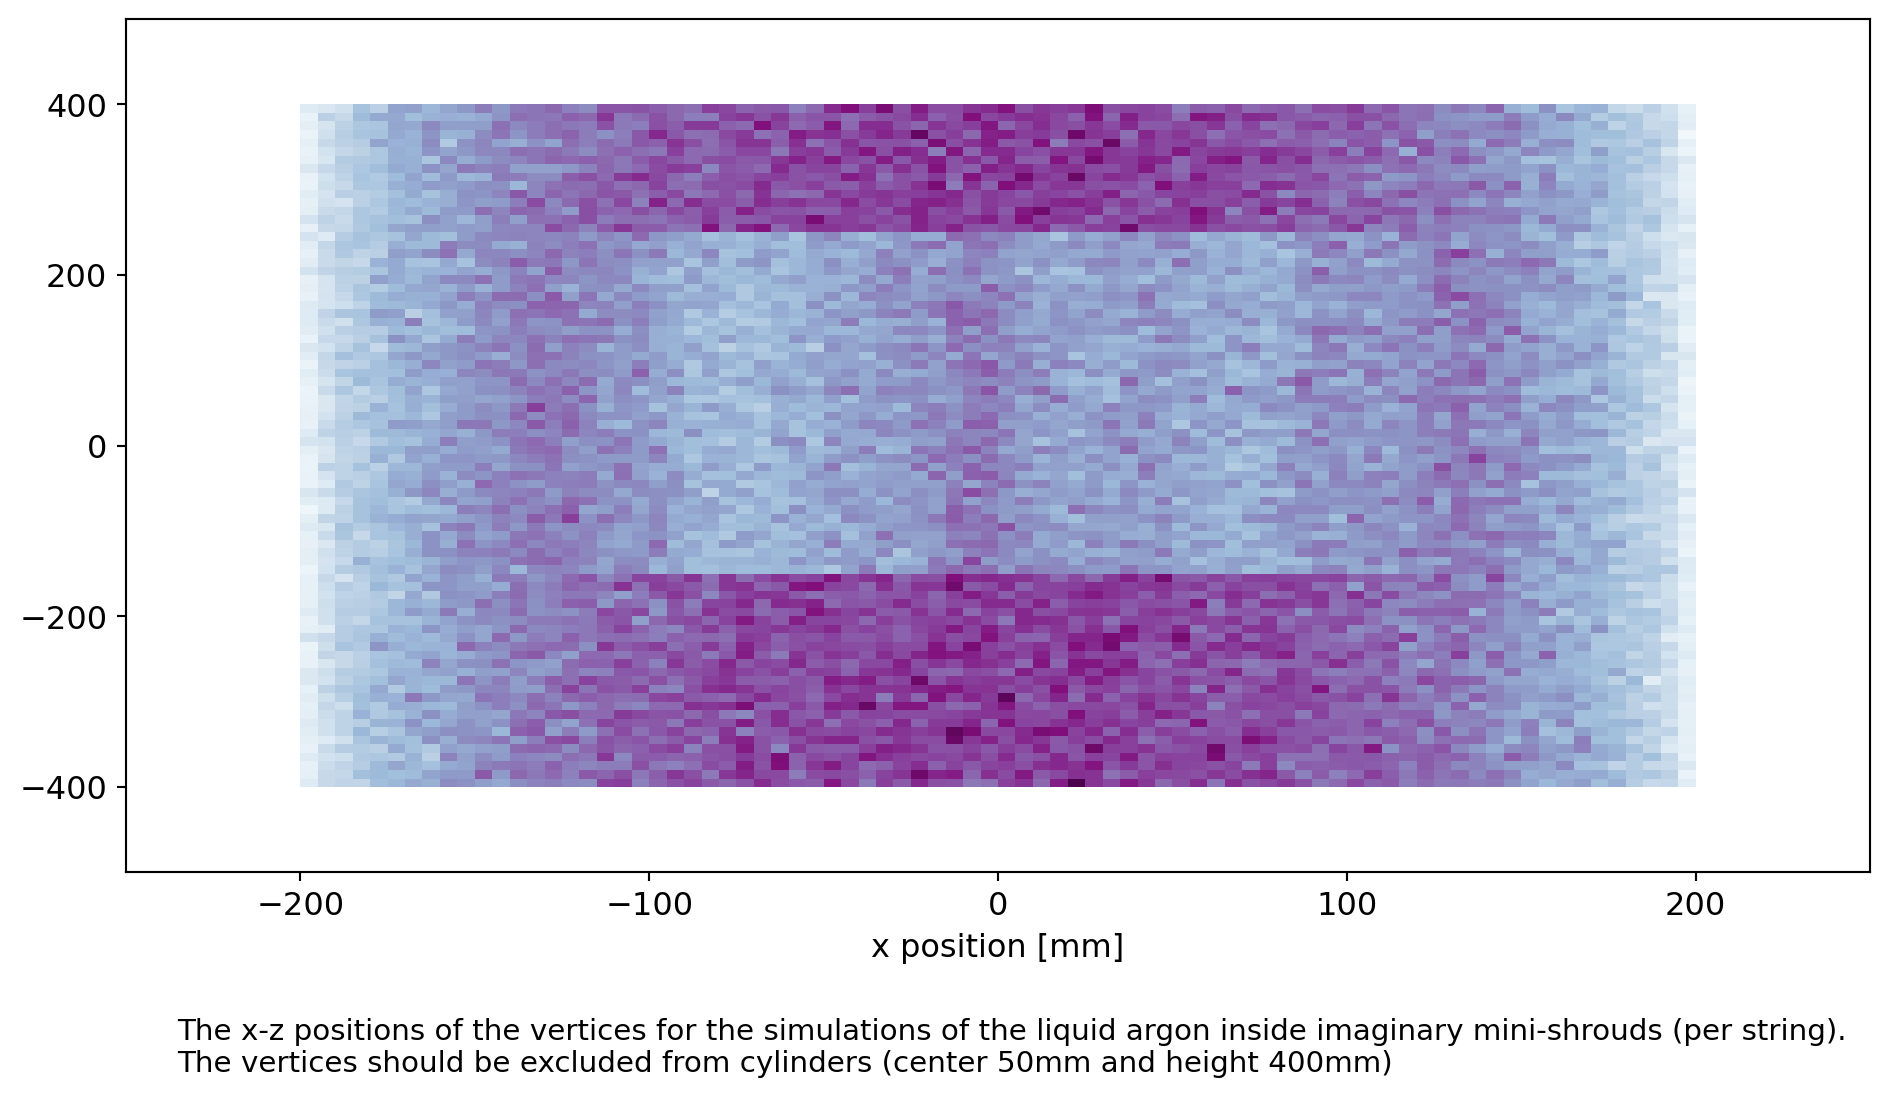 400
200
0
−200
−400
−200 −100 0 100 200
x position [mm]
The x-z positions of the vertices for the simulations of the liquid argon inside imaginary mini-shrouds (per string).
The vertices should be excluded from cylinders (center 50mm and height 400mm)